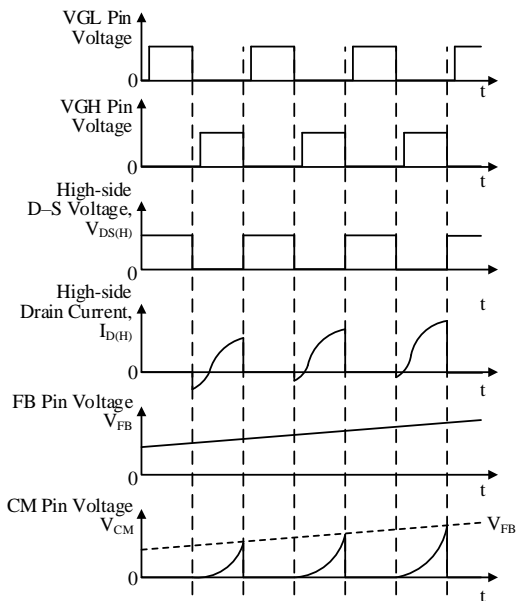 VGL Pin
Voltage
0
t
VGH Pin
Voltage
0
t
High-side
D–S Voltage,
VDS(H)
0
t
High-side
Drain Current,
ID(H)
0
t
FB Pin Voltage
VFB
0
t
CM Pin Voltage
VCM
VFB
0
t